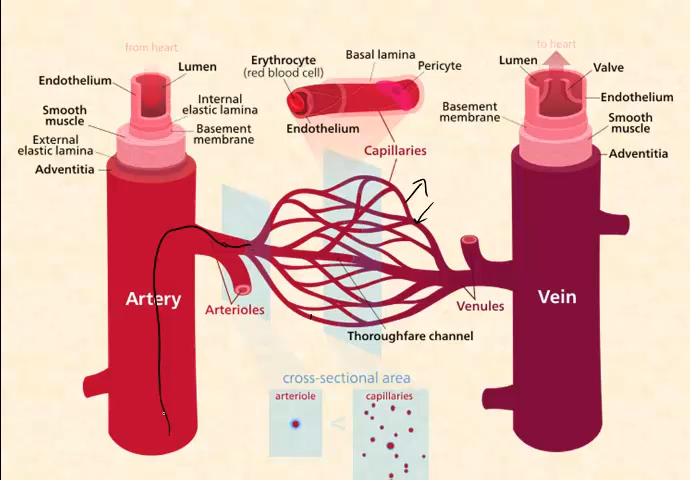 from heart
Lumen
Endothelium
Internal
elastic lamina
Smooth
muscle
Basement
membrane
External
elastic lamina
Adventitia
Erythrocyte
(red blood cell)
Basal lamina
Pericyte
Endothelium
Capillaries
to heart
Lumen
Valve
Endothelium
Basement
membrane
Smooth
muscle
Adventitia
Artery
Arterioles
Venules
Vein
Thoroughfare channel
cross-sectional area
arteriole
<
capillaries